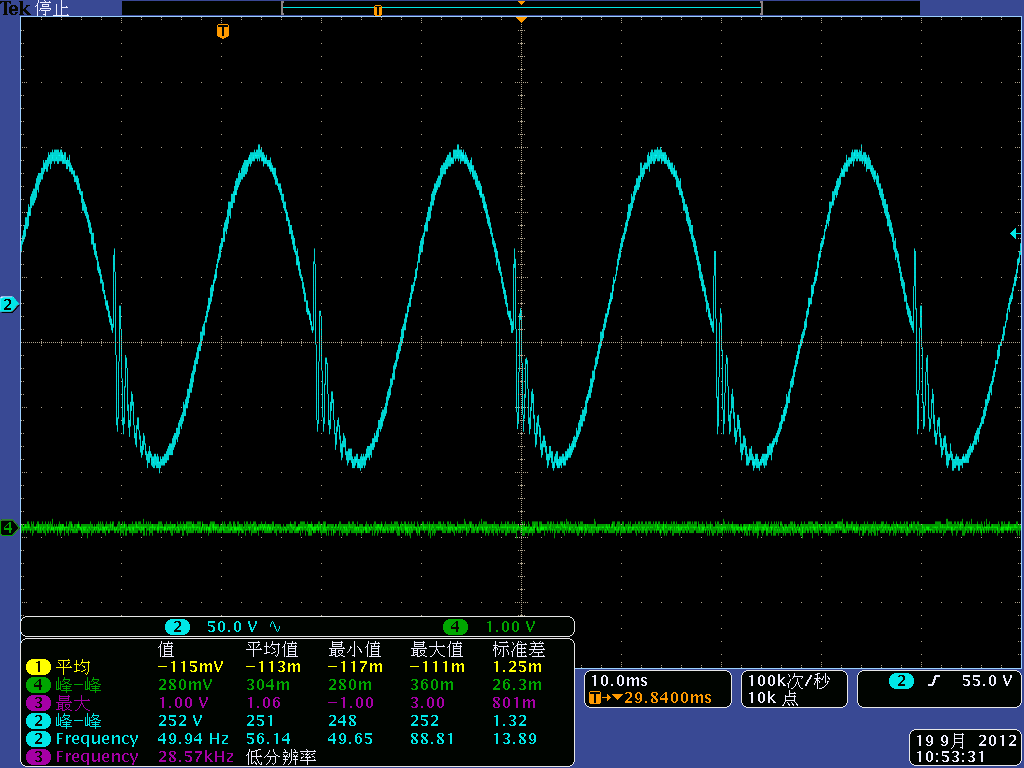 Tek 停止
T
T
2
4
2 50.0 V ∿ 4 1.00 V
值 平均值 最小值 最大值 标准差
1 平均 −115mV −113m −117m −111m 1.25m
4 峰−峰 280mV 304m 280m 360m 26.3m
3 最大 1.00 V 1.06 −1.00 3.00 801m
2 峰−峰 252 V 251 248 252 1.32
2 Frequency 49.94 Hz 56.14 49.65 88.81 13.89
3 Frequency 28.57kHz 低分辨率
10.0ms
T→▼29.8400ms
100k次/秒
10k 点
2 55.0 V
19 9月 2012
10:53:31